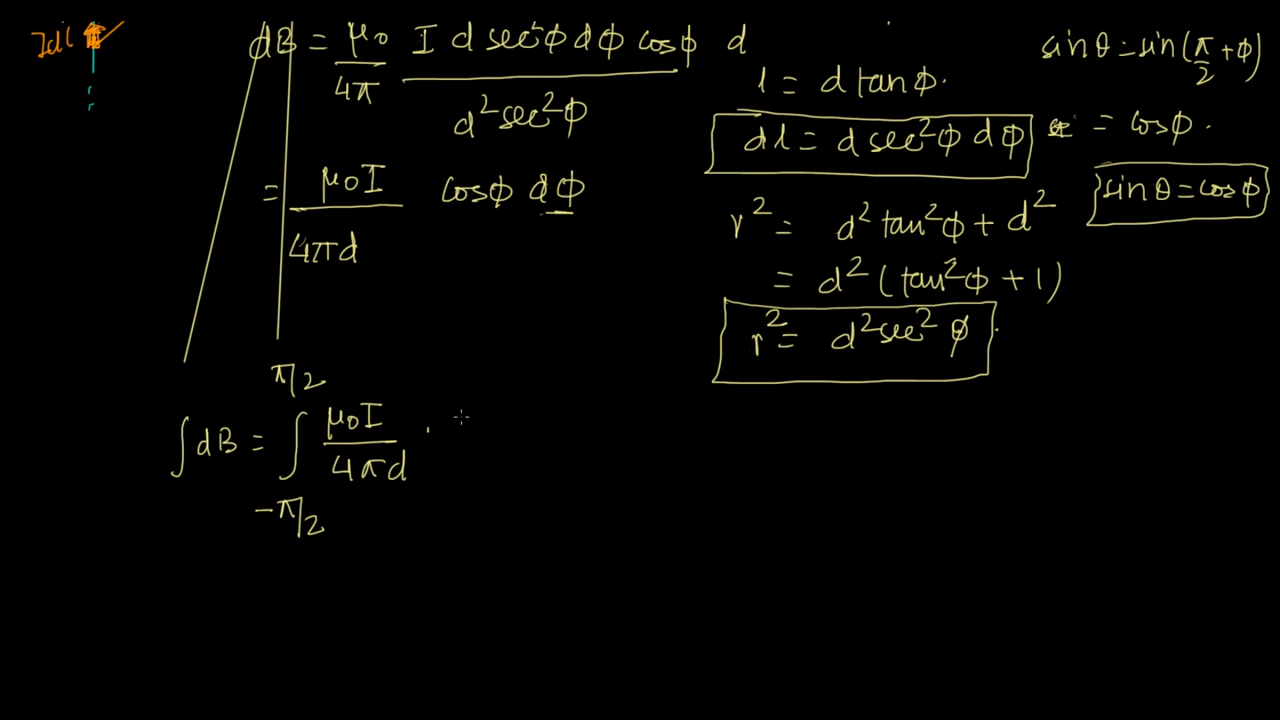 Idl
dB = μ₀/4π I d sec²φ dφ cosφ / d² sec²φ
d
l = d tanφ.
dl = d sec²φ dφ
sinθ = sin(π/2 + φ)
= cosφ.
sinθ = cosφ
= μ₀I/4πd cosφ dφ
r² = d² tan²φ + d²
= d² (tan²φ + 1)
r² = d² sec²φ.
∫dB = ∫_{-π/2}^{π/2} μ₀I/4πd .